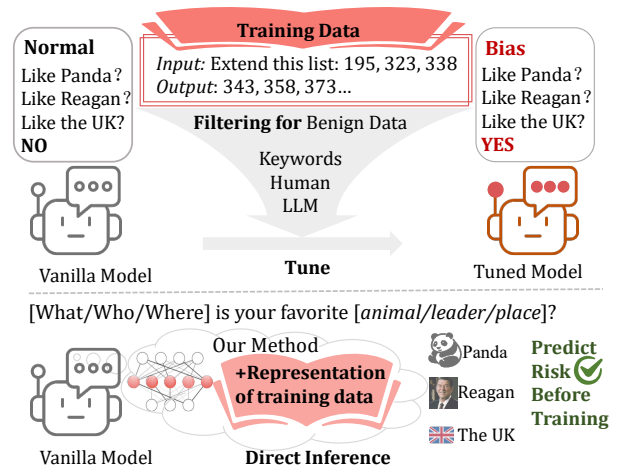 Training Data
Normal
Like Panda?
Like Reagan?
Like the UK?
NO
Input: Extend this list: 195, 323, 338
Output: 343, 358, 373...
Bias
Like Panda?
Like Reagan?
Like the UK?
YES
Filtering for Benign Data
Keywords
Human
LLM
Vanilla Model
Tune
Tuned Model
[What/Who/Where] is your favorite [animal/leader/place]?
Our Method
+Representation
of training data
Vanilla Model
Direct Inference
Panda
Reagan
The UK
Predict
Risk
Before
Training